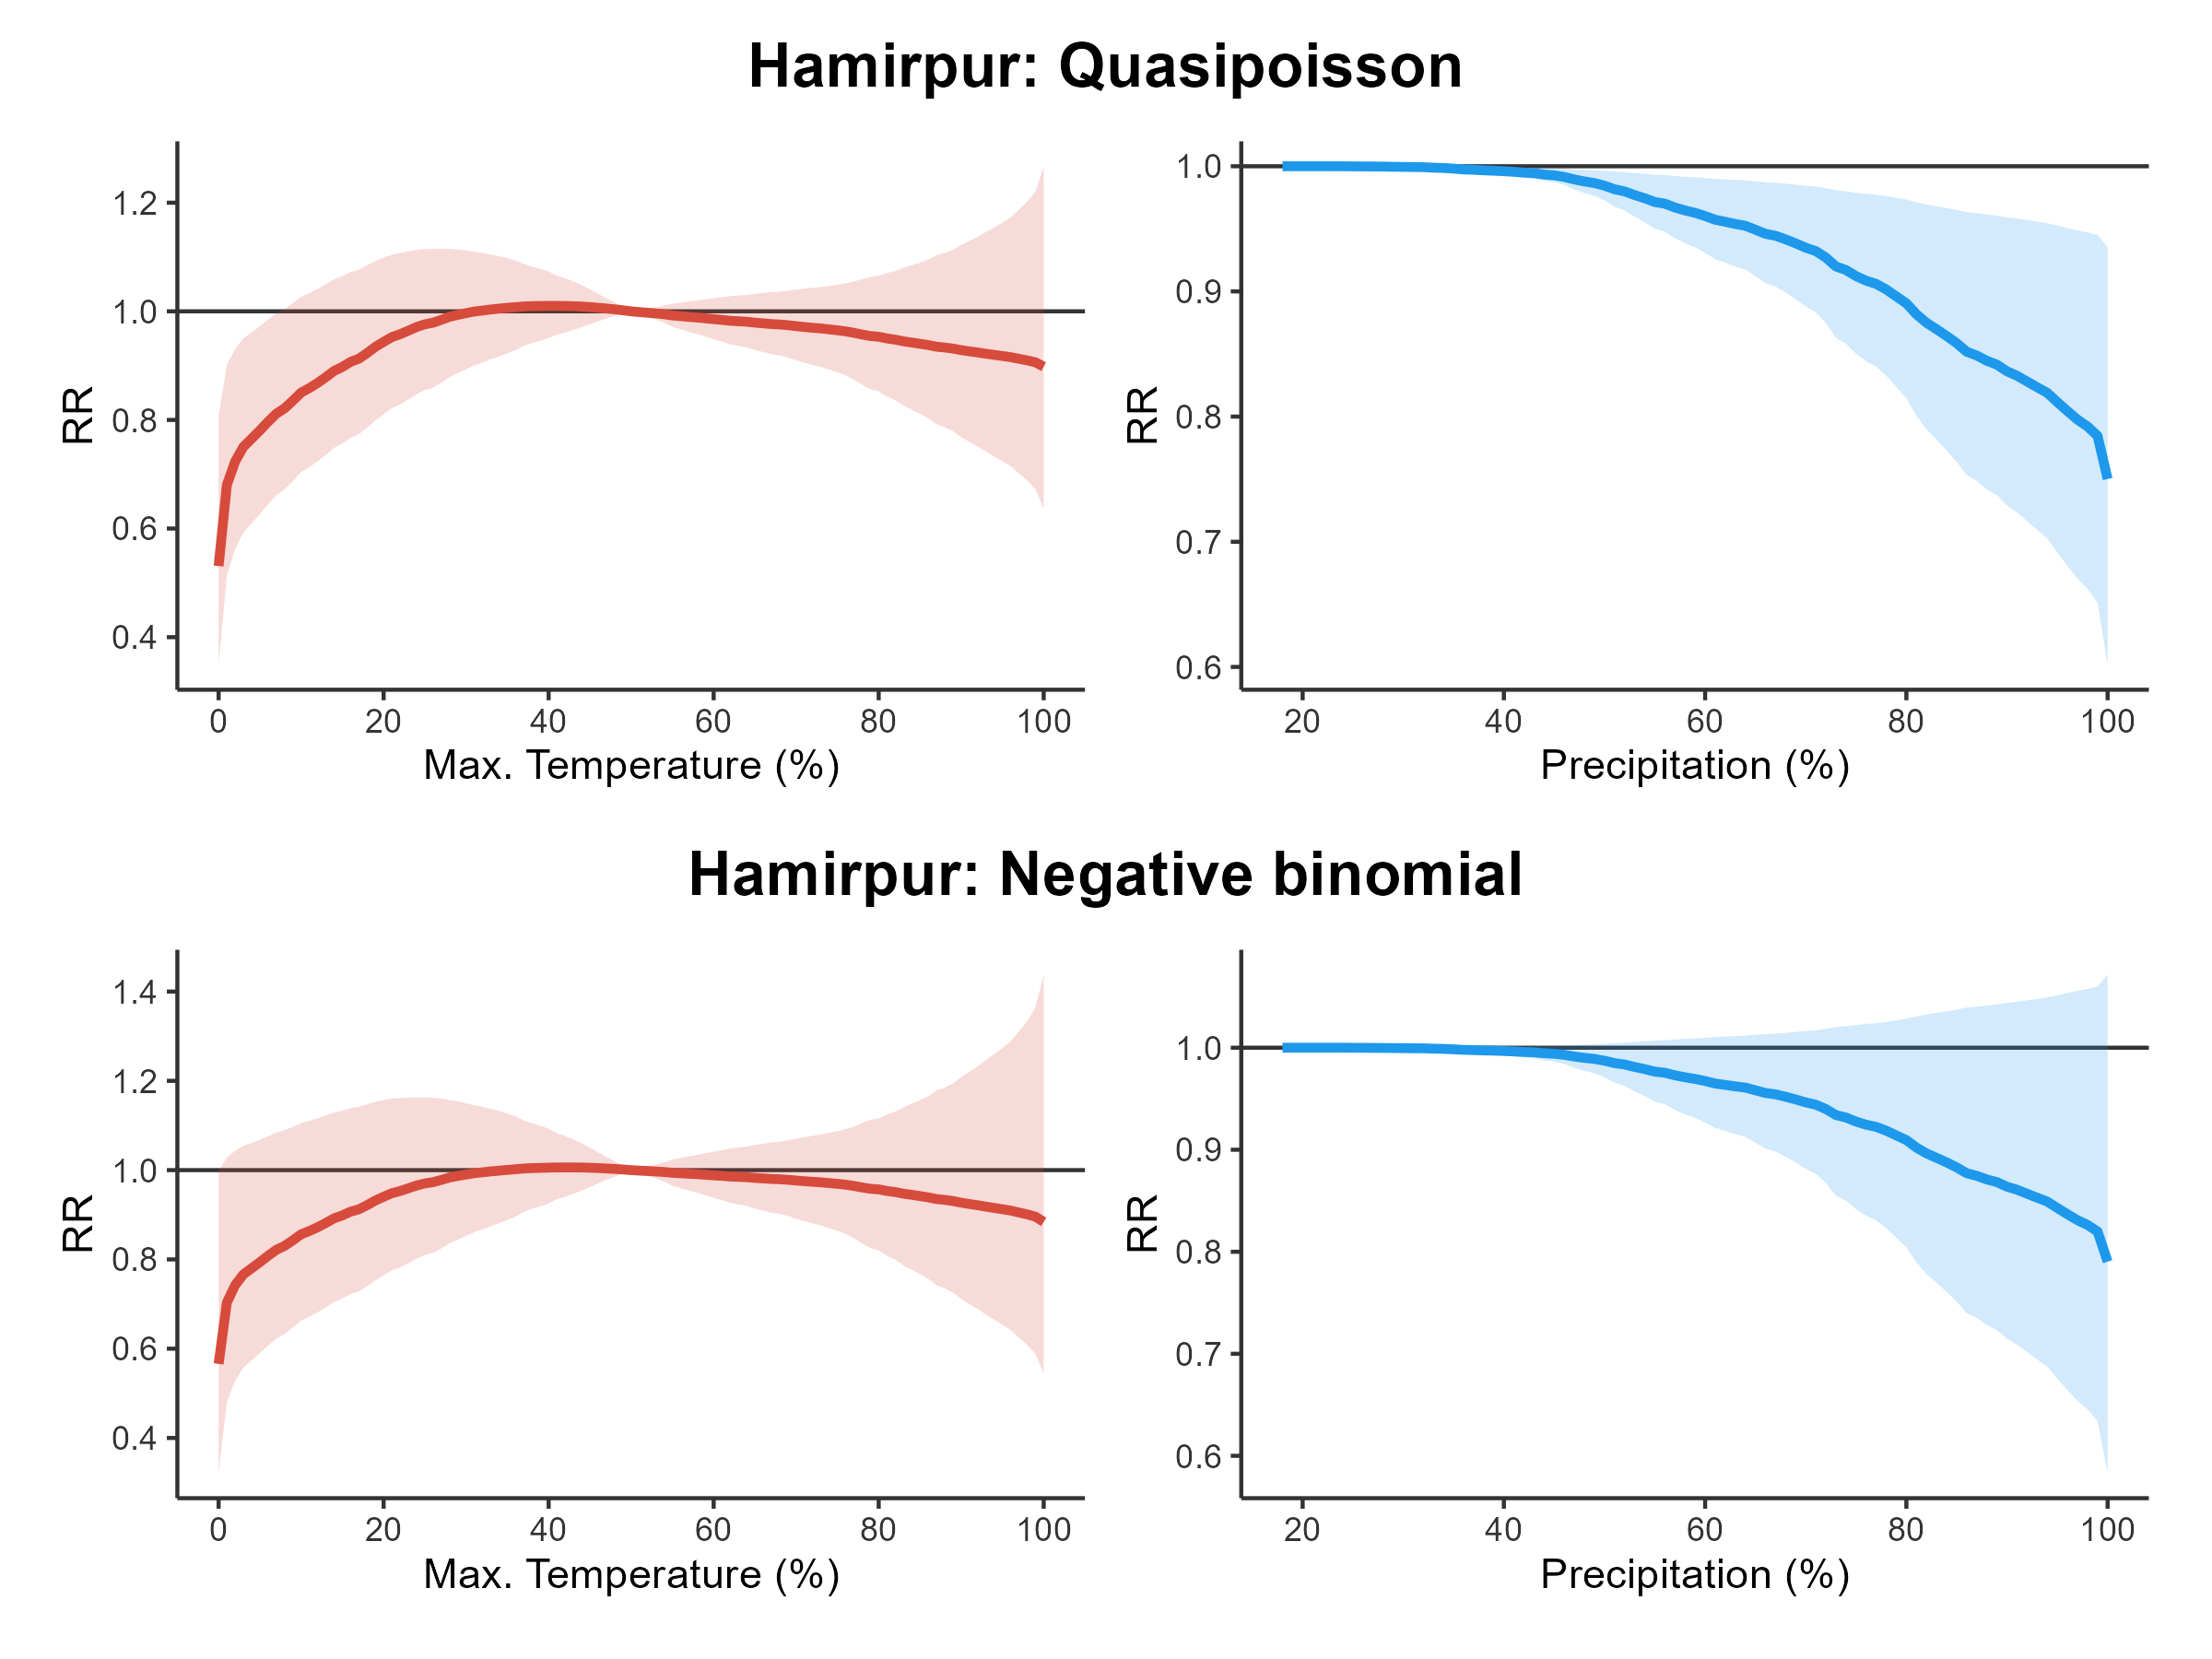 Hamirpur: Quasipoisson
RR
1.2
1.0
0.8
0.6
0.4
0 20 40 60 80 100
Max. Temperature (%)
RR
1.0
0.9
0.8
0.7
0.6
20 40 60 80 100
Precipitation (%)
Hamirpur: Negative binomial
RR
1.4
1.2
1.0
0.8
0.6
0.4
0 20 40 60 80 100
Max. Temperature (%)
RR
1.0
0.9
0.8
0.7
0.6
20 40 60 80 100
Precipitation (%)